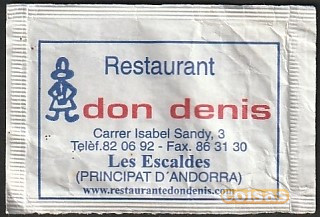 Restaurant
don denis
Carrer Isabel Sandy, 3
Telèf.82 06 92 - Fax. 86 31 30
Les Escaldes
(PRINCIPAT D'ANDORRA)
www.restaurantedondenis.com
coisas